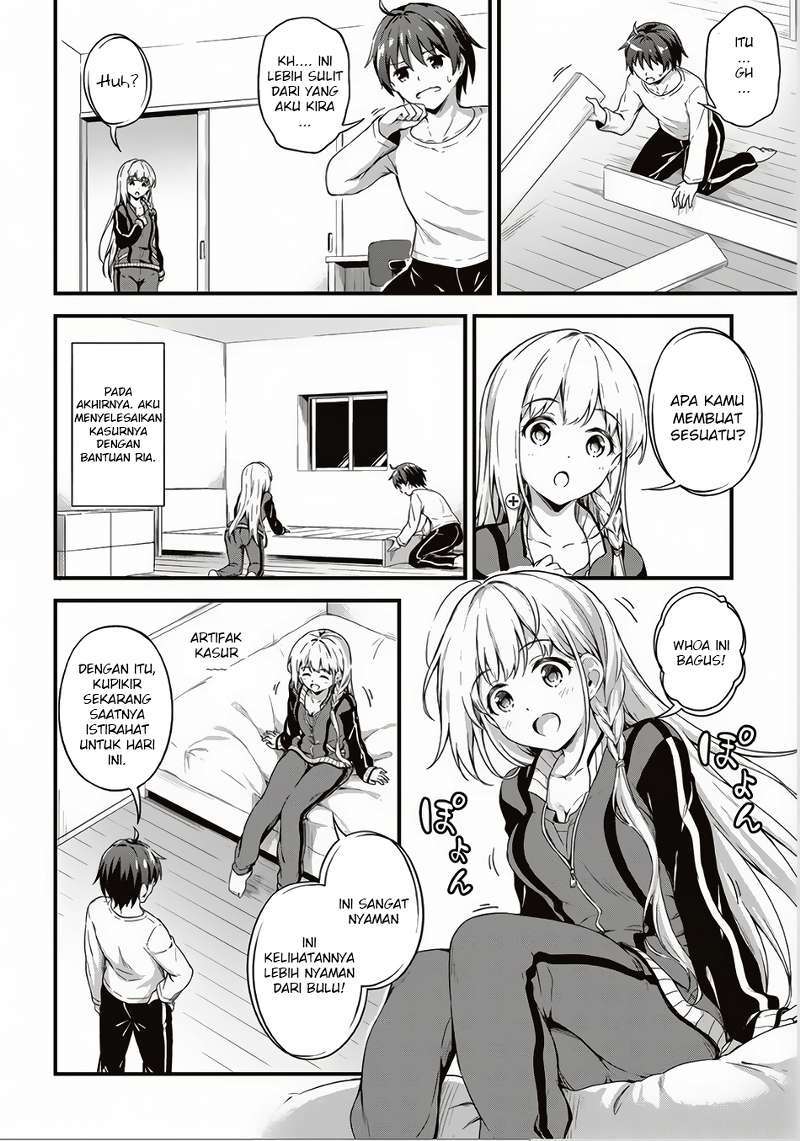 ITU
...
GH
KH.... INI
LEBIH SULIT
DARI YANG
AKU KIRA
...
Huh?
APA KAMU
MEMBUAT
SESUATU?
PADA
AKHIRNYA. AKU
MENYELESAIKAN
KASURNYA
DENGAN
BANTUAN RIA.
WHOA INI
BAGUS!
ぽよん
ぽよん
ARTIFAK
KASUR
DENGAN ITU,
KUPIKIR
SEKARANG
SAATNYA
ISTIRAHAT
UNTUK HARI
INI.
INI SANGAT
NYAMAN
INI
KELIHATANNYA
LEBIH NYAMAN
DARI BULU!